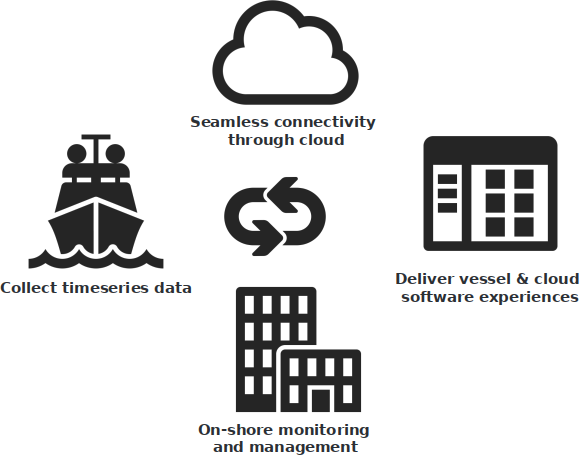 Seamless connectivity
through cloud
Collect timeseries data
Deliver vessel & cloud
software experiences
On-shore monitoring
and management